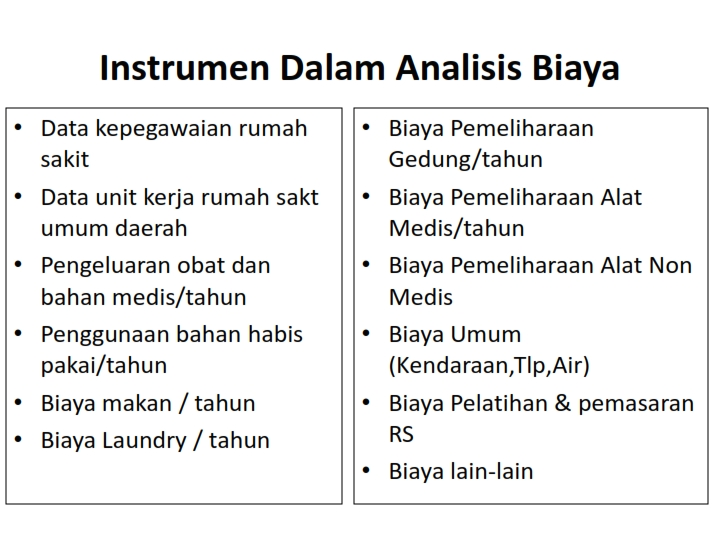 Instrumen Dalam Analisis Biaya
• Data kepegawaian rumah
sakit
• Data unit kerja rumah sakt
umum daerah
• Pengeluaran obat dan
bahan medis/tahun
• Penggunaan bahan habis
pakai/tahun
• Biaya makan / tahun
• Biaya Laundry / tahun
• Biaya Pemeliharaan
Gedung/tahun
• Biaya Pemeliharaan Alat
Medis/tahun
• Biaya Pemeliharaan Alat Non
Medis
• Biaya Umum
(Kendaraan,Tlp,Air)
• Biaya Pelatihan & pemasaran
RS
• Biaya lain-lain